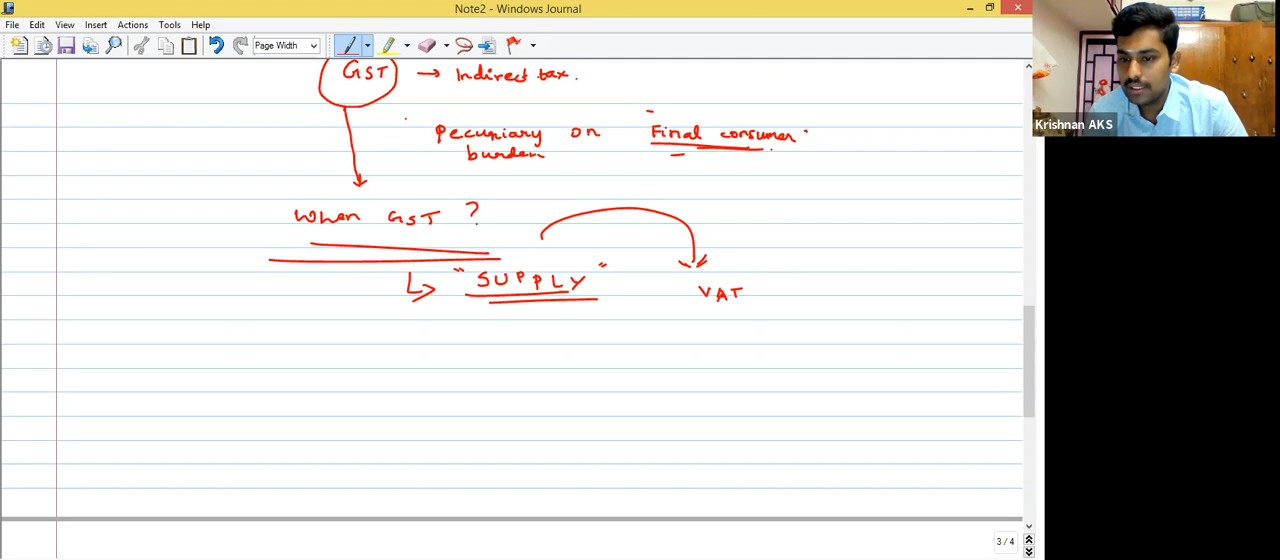 Note2 - Windows Journal
File Edit View Insert Actions Tools Help
Page Width
GST → Indirect tax.
Pecuniary on Final consumer.
burden
When GST ?
↳ "SUPPLY"
VAT
Krishnan AKS
3 / 4